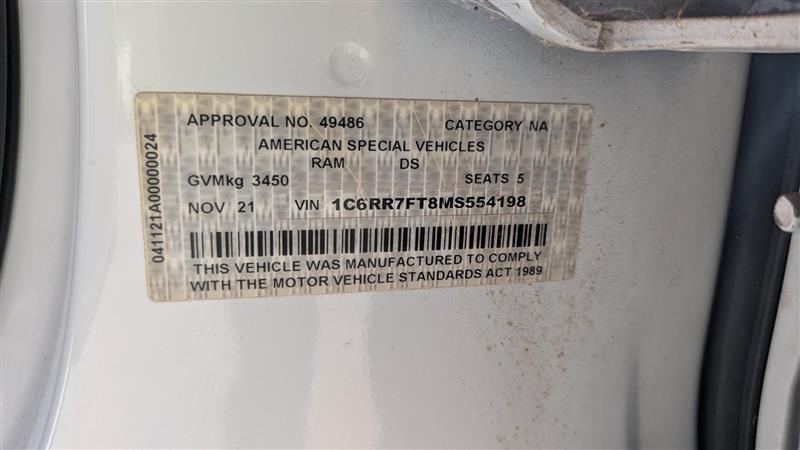 APPROVAL NO. 49486 CATEGORY NA
AMERICAN SPECIAL VEHICLES
RAM DS
GVMkg 3450 SEATS 5
NOV 21 VIN 1C6RR7FT8MS554198
THIS VEHICLE WAS MANUFACTURED TO COMPLY
WITH THE MOTOR VEHICLE STANDARDS ACT 1989
041121A00000024